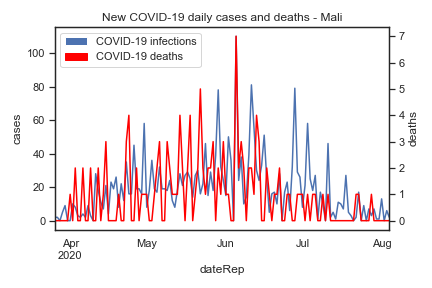 New COVID-19 daily cases and deaths - Mali
COVID-19 infections
COVID-19 deaths
100
80
60
40
20
0
cases
7
6
5
4
3
2
1
0
deaths
Apr
2020
May
Jun
Jul
Aug
dateRep